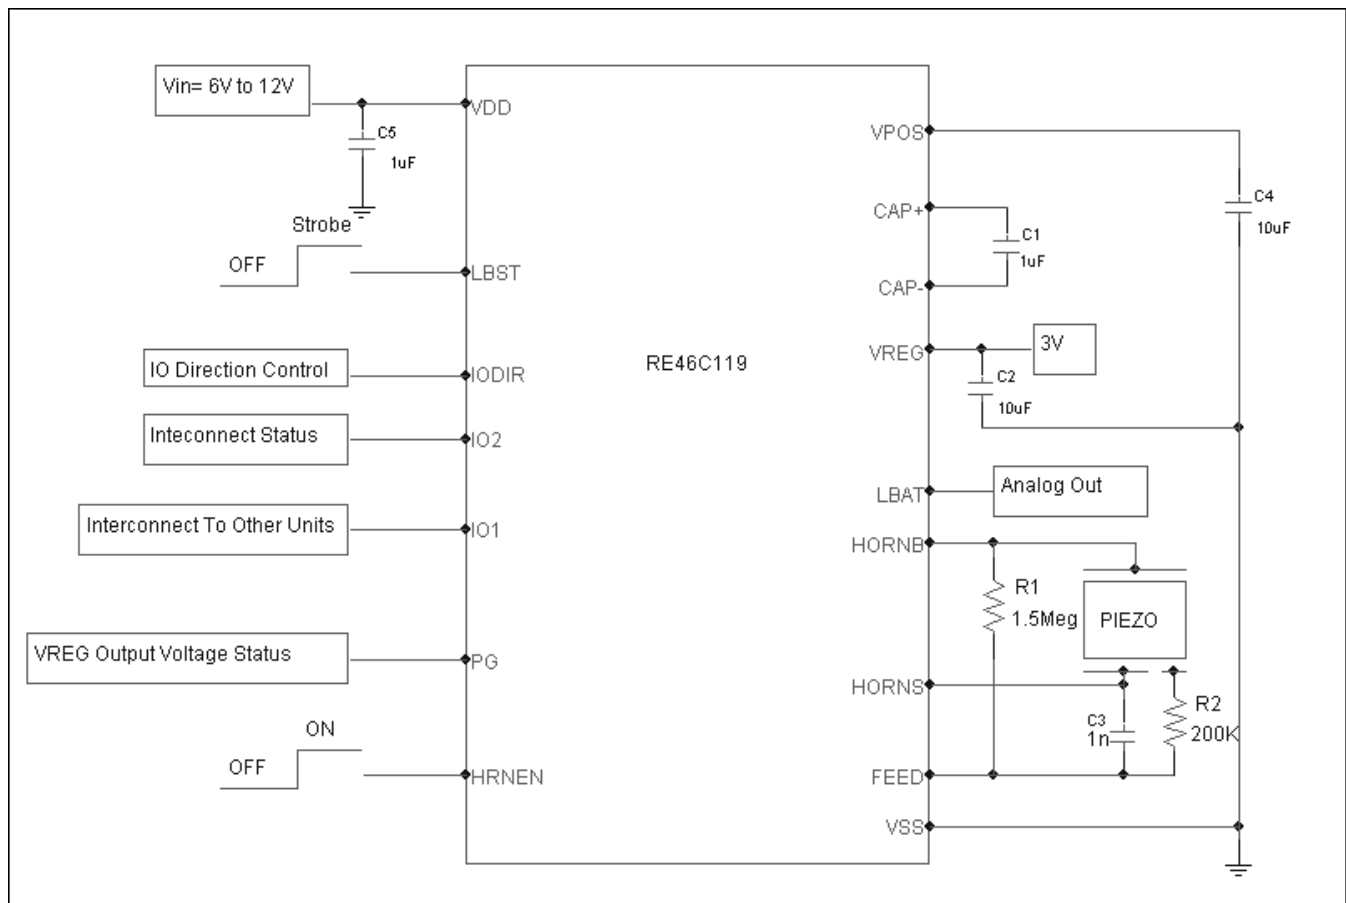 Vin= 6V to 12V
C5
1uF
VDD
Strobe
OFF
LBST
IO Direction Control
IODIR
Inteconnect Status
IO2
Interconnect To Other Units
IO1
VREG Output Voltage Status
PG
ON
OFF
HRNEN
RE46C119
VPOS
C4
10uF
CAP+
C1
1uF
CAP-
VREG
3V
C2
10uF
LBAT
Analog Out
HORNB
R1
1.5Meg
PIEZO
HORNS
C3
1n
R2
200K
FEED
VSS